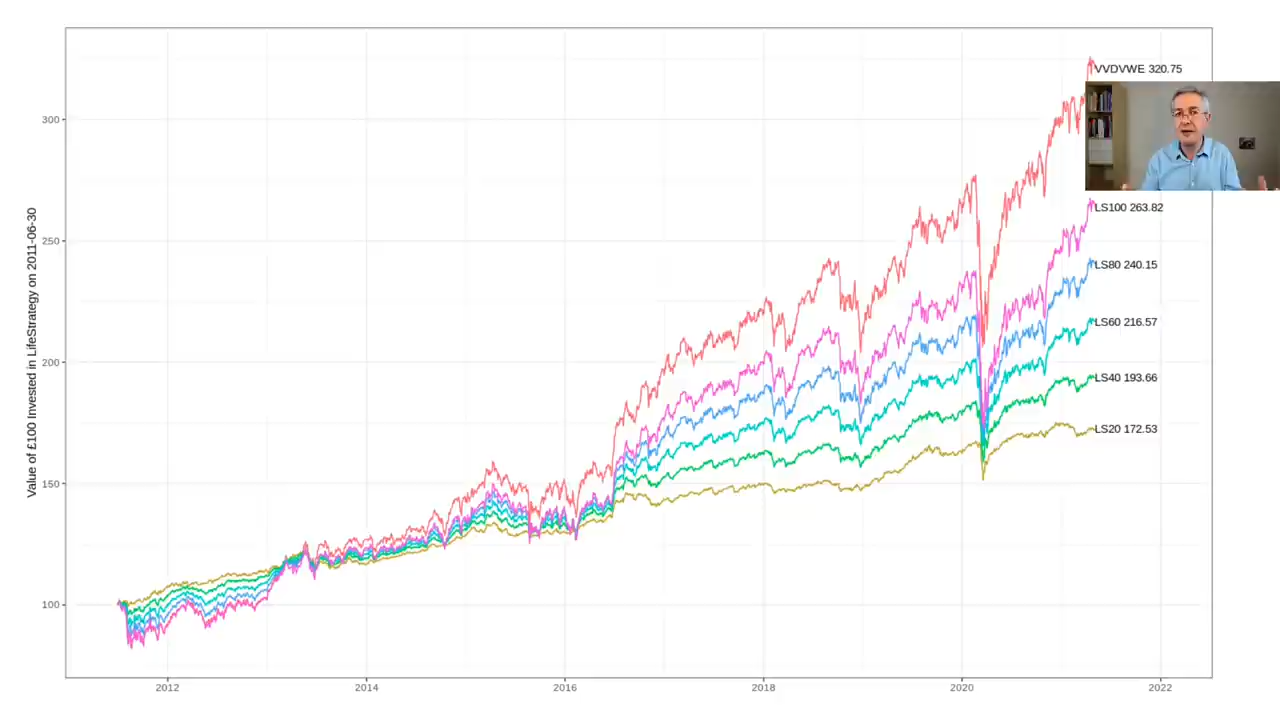 Value of £100 Invested in LifeStrategy on 2011-06-30
300
250
200
150
100
2012
2014
2016
2018
2020
2022
VVDVWE 320.75
LS100 263.82
LS80 240.15
LS60 216.57
LS40 193.66
LS20 172.53